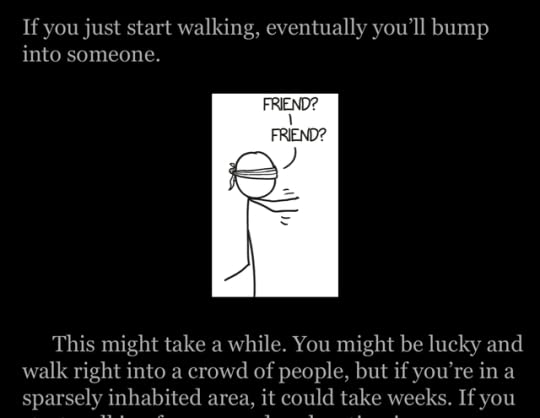 If you just start walking, eventually you’ll bump
into someone.
FRIEND?
FRIEND?
This might take a while. You might be lucky and
walk right into a crowd of people, but if you’re in a
sparsely inhabited area, it could take weeks. If you